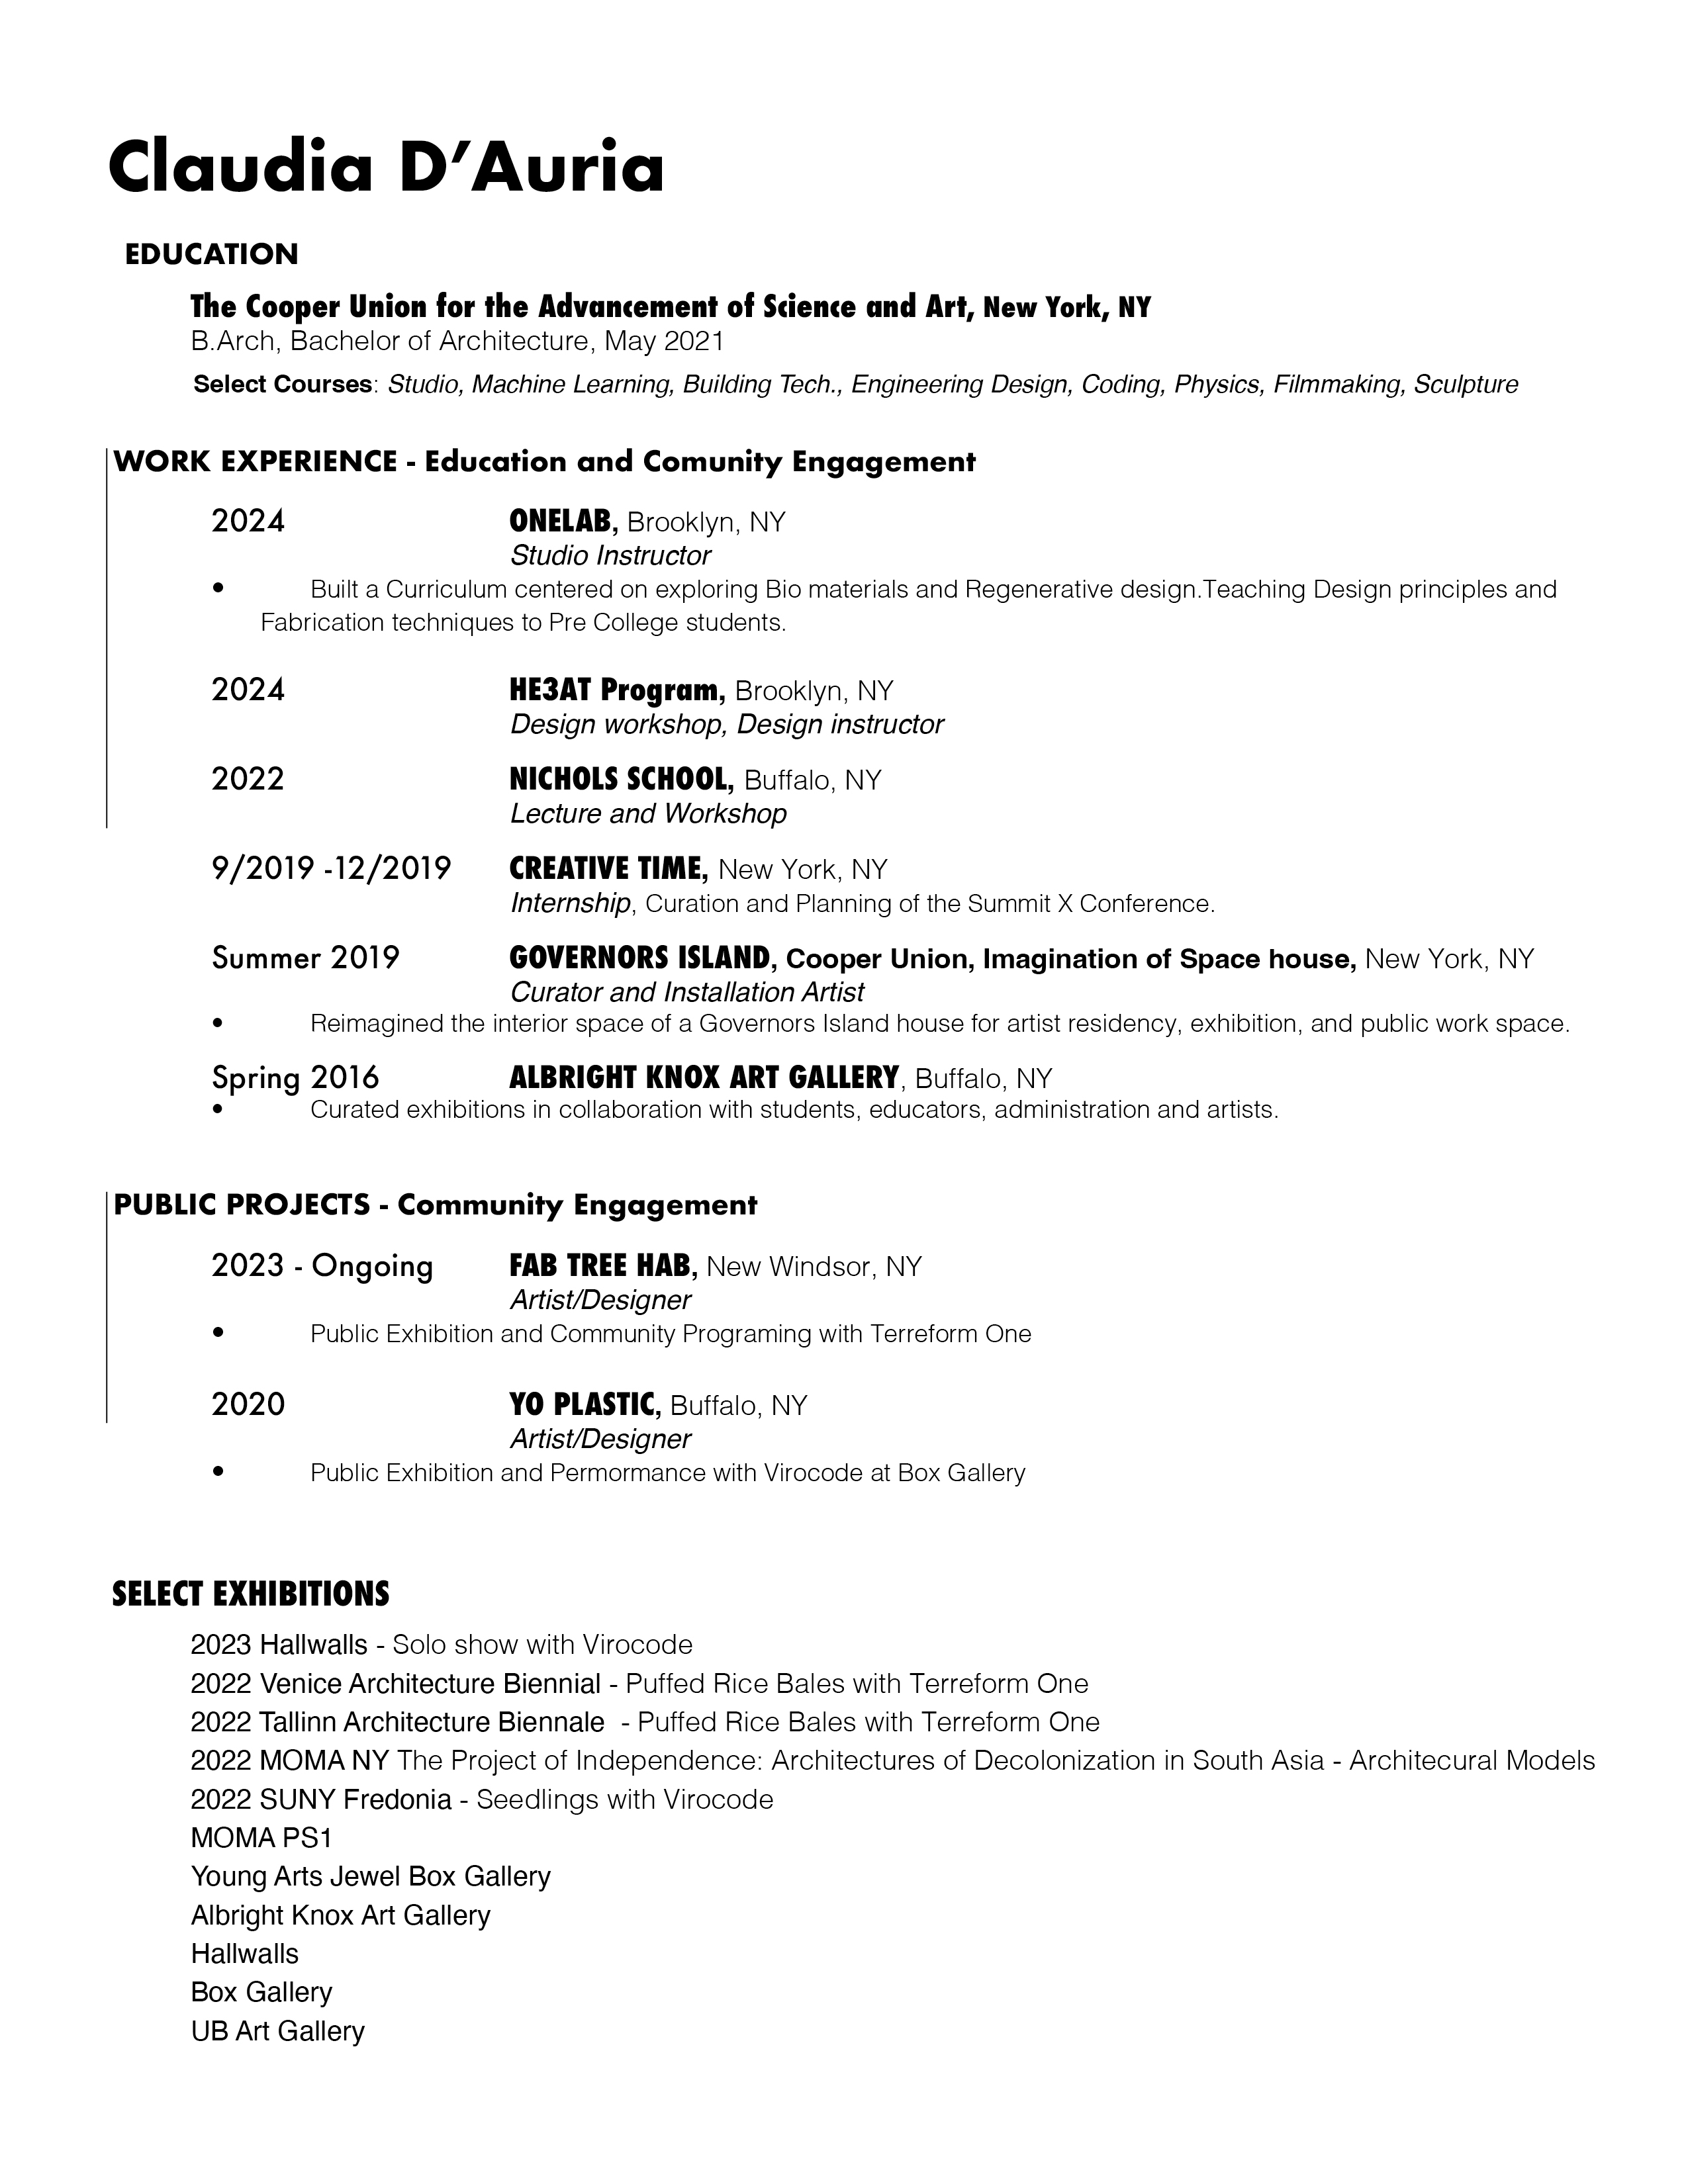 Claudia D’Auria
EDUCATION
The Cooper Union for the Advancement of Science and Art, New York, NY
B.Arch, Bachelor of Architecture, May 2021
Select Courses: Studio, Machine Learning, Building Tech., Engineering Design, Coding, Physics, Filmmaking, Sculpture
WORK EXPERIENCE - Education and Comunity Engagement
2024 ONELAB, Brooklyn, NY
Studio Instructor
• Built a Curriculum centered on exploring Bio materials and Regenerative design.Teaching Design principles and
Fabrication techniques to Pre College students.
2024 HE3AT Program, Brooklyn, NY
Design workshop, Design instructor
2022 NICHOLS SCHOOL, Buffalo, NY
Lecture and Workshop
9/2019 -12/2019 CREATIVE TIME, New York, NY
Internship, Curation and Planning of the Summit X Conference.
Summer 2019 GOVERNORS ISLAND, Cooper Union, Imagination of Space house, New York, NY
Curator and Installation Artist
• Reimagined the interior space of a Governors Island house for artist residency, exhibition, and public work space.
Spring 2016 ALBRIGHT KNOX ART GALLERY, Buffalo, NY
• Curated exhibitions in collaboration with students, educators, administration and artists.
PUBLIC PROJECTS - Community Engagement
2023 - Ongoing FAB TREE HAB, New Windsor, NY
Artist/Designer
• Public Exhibition and Community Programing with Terreform One
2020 YO PLASTIC, Buffalo, NY
Artist/Designer
• Public Exhibition and Permormance with Virocode at Box Gallery
SELECT EXHIBITIONS
2023 Hallwalls - Solo show with Virocode
2022 Venice Architecture Biennial - Puffed Rice Bales with Terreform One
2022 Tallinn Architecture Biennale - Puffed Rice Bales with Terreform One
2022 MOMA NY The Project of Independence: Architectures of Decolonization in South Asia - Architecural Models
2022 SUNY Fredonia - Seedlings with Virocode
MOMA PS1
Young Arts Jewel Box Gallery
Albright Knox Art Gallery
Hallwalls
Box Gallery
UB Art Gallery